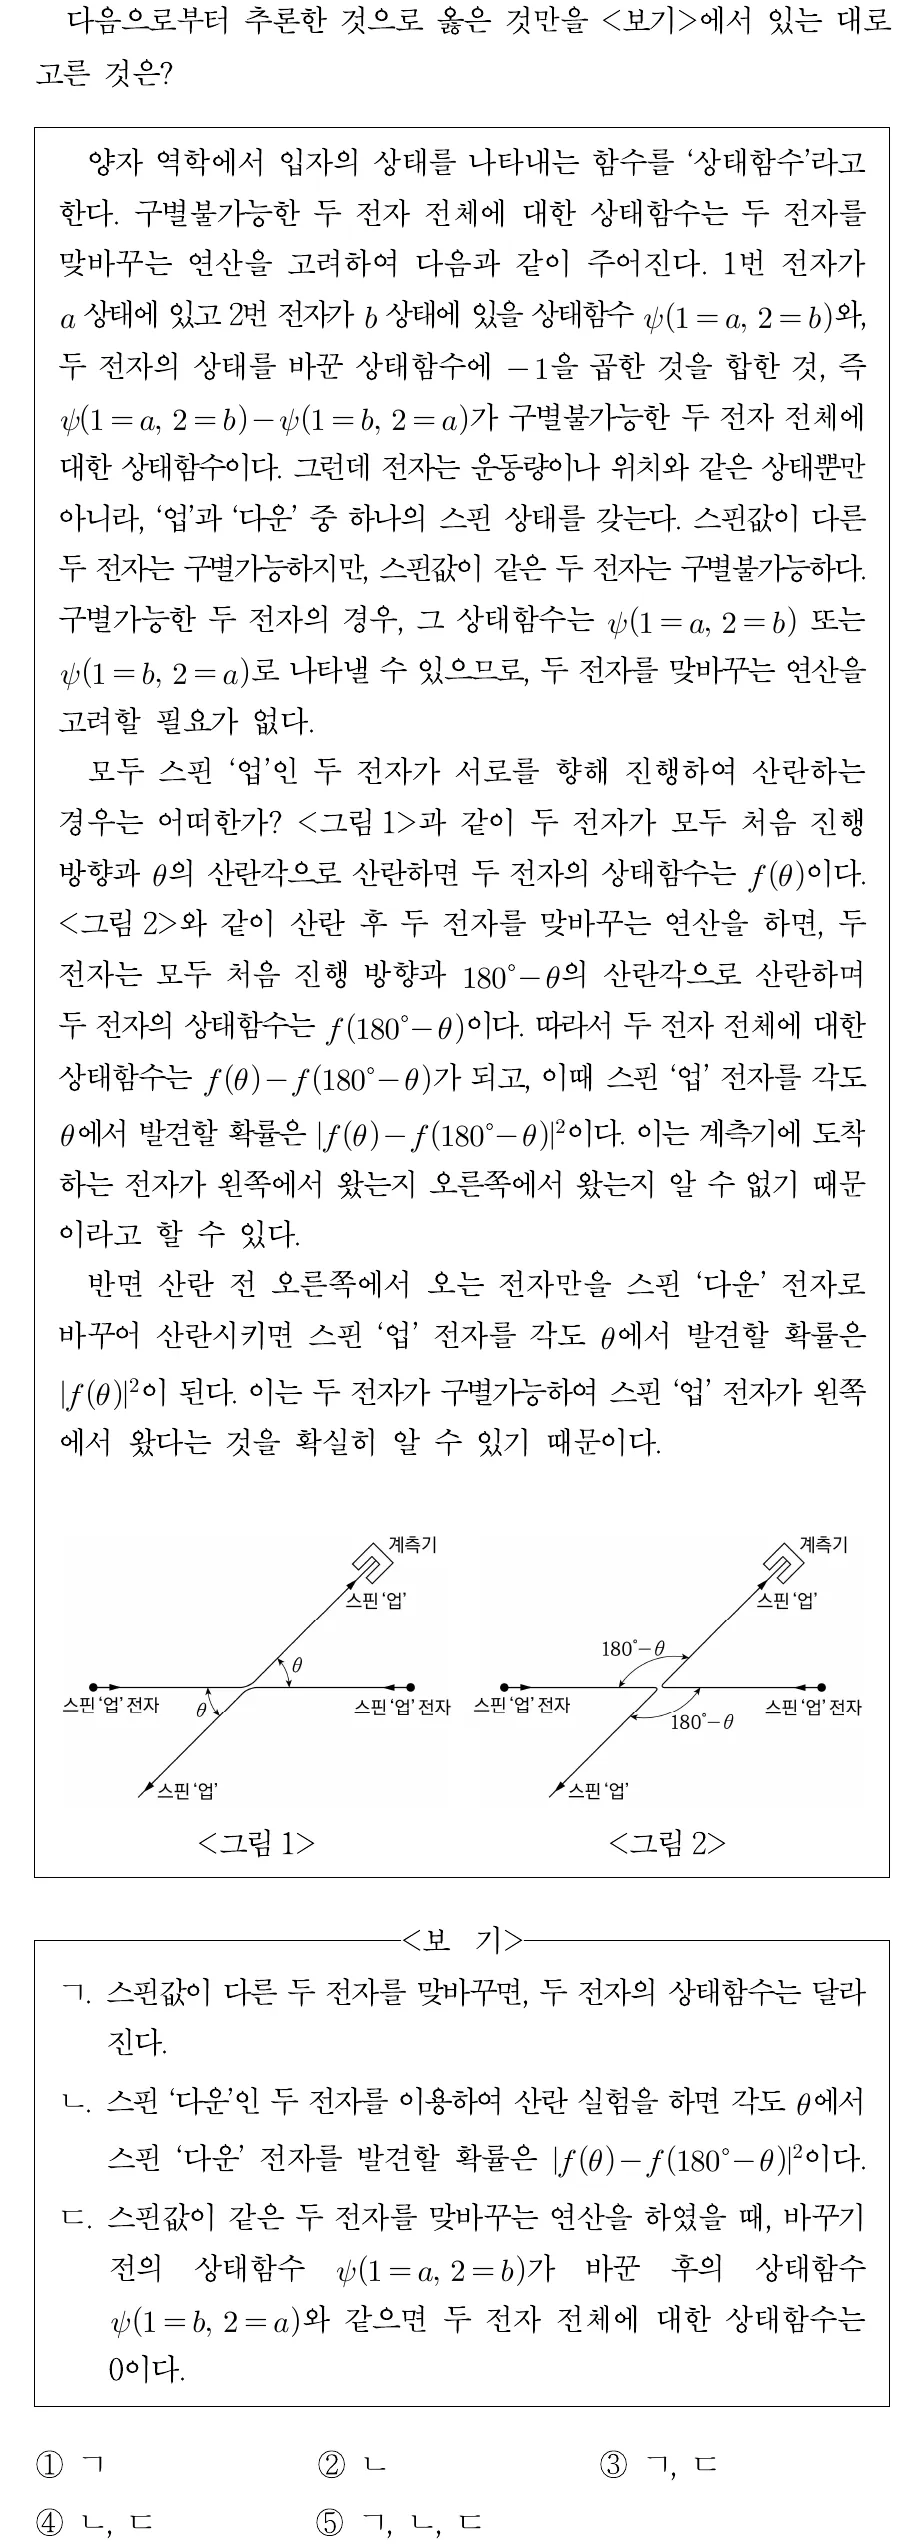 다음으로부터 추론한 것으로 옳은 것만을 <보기>에서 있는 대로
고른 것은?
양자 역학에서 입자의 상태를 나타내는 함수를 ‘상태함수’라고
한다. 구별불가능한 두 전자 전체에 대한 상태함수는 두 전자를
맞바꾸는 연산을 고려하여 다음과 같이 주어진다. 1번 전자가
a 상태에 있고 2번 전자가 b 상태에 있을 상태함수 ψ(1=a, 2=b)와,
두 전자의 상태를 바꾼 상태함수에 −1을 곱한 것을 합한 것, 즉
ψ(1=a, 2=b)−ψ(1=b, 2=a)가 구별불가능한 두 전자 전체에
대한 상태함수이다. 그런데 전자는 운동량이나 위치와 같은 상태뿐만
아니라, ‘업’과 ‘다운’ 중 하나의 스핀 상태를 갖는다. 스핀값이 다른
두 전자는 구별가능하지만, 스핀값이 같은 두 전자는 구별불가능하다.
구별가능한 두 전자의 경우, 그 상태함수는 ψ(1=a, 2=b) 또는
ψ(1=b, 2=a)로 나타낼 수 있으므로, 두 전자를 맞바꾸는 연산을
고려할 필요가 없다.
모두 스핀 ‘업’인 두 전자가 서로를 향해 진행하여 산란하는
경우는 어떠한가? <그림 1>과 같이 두 전자가 모두 처음 진행
방향과 θ의 산란각으로 산란하면 두 전자의 상태함수는 f(θ)이다.
<그림 2>와 같이 산란 후 두 전자를 맞바꾸는 연산을 하면, 두
전자는 모두 처음 진행 방향과 180°−θ의 산란각으로 산란하며
두 전자의 상태함수는 f(180°−θ)이다. 따라서 두 전자 전체에 대한
상태함수는 f(θ)−f(180°−θ)가 되고, 이때 스핀 ‘업’ 전자를 각도
θ에서 발견할 확률은 |f(θ)−f(180°−θ)|²이다. 이는 계측기에 도착
하는 전자가 왼쪽에서 왔는지 오른쪽에서 왔는지 알 수 없기 때문
이라고 할 수 있다.
반면 산란 전 오른쪽에서 오는 전자만을 스핀 ‘다운’ 전자로
바꾸어 산란시키면 스핀 ‘업’ 전자를 각도 θ에서 발견할 확률은
|f(θ)|²이 된다. 이는 두 전자가 구별가능하여 스핀 ‘업’ 전자가 왼쪽
에서 왔다는 것을 확실히 알 수 있기 때문이다.
계측기
스핀 ‘업’
θ
스핀 ‘업’ 전자
θ
스핀 ‘업’ 전자
스핀 ‘업’
<그림 1>
계측기
스핀 ‘업’
180°−θ
스핀 ‘업’ 전자
180°−θ
스핀 ‘업’ 전자
스핀 ‘업’
<그림 2>
<보 기>
ㄱ. 스핀값이 다른 두 전자를 맞바꾸면, 두 전자의 상태함수는 달라
진다.
ㄴ. 스핀 ‘다운’인 두 전자를 이용하여 산란 실험을 하면 각도 θ에서
스핀 ‘다운’ 전자를 발견할 확률은 |f(θ)−f(180°−θ)|²이다.
ㄷ. 스핀값이 같은 두 전자를 맞바꾸는 연산을 하였을 때, 바꾸기
전의 상태함수 ψ(1=a, 2=b)가 바꾼 후의 상태함수
ψ(1=b, 2=a)와 같으면 두 전자 전체에 대한 상태함수는
0이다.
① ㄱ ② ㄴ ③ ㄱ, ㄷ
④ ㄴ, ㄷ ⑤ ㄱ, ㄴ, ㄷ